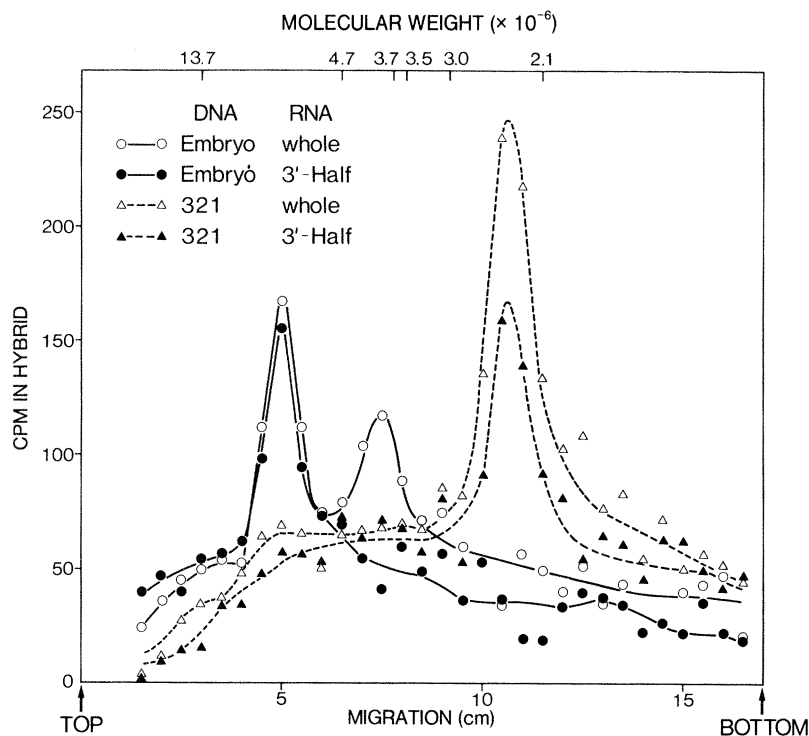 MOLECULAR WEIGHT (× 10⁻⁶)
13.7 4.7 3.7 3.5 3.0 2.1
250
200
150
100
50
0
CPM IN HYBRID
DNA RNA
Embryo whole
Embryó 3'-Half
321 whole
321 3'-Half
5 10 15
TOP MIGRATION (cm) BOTTOM